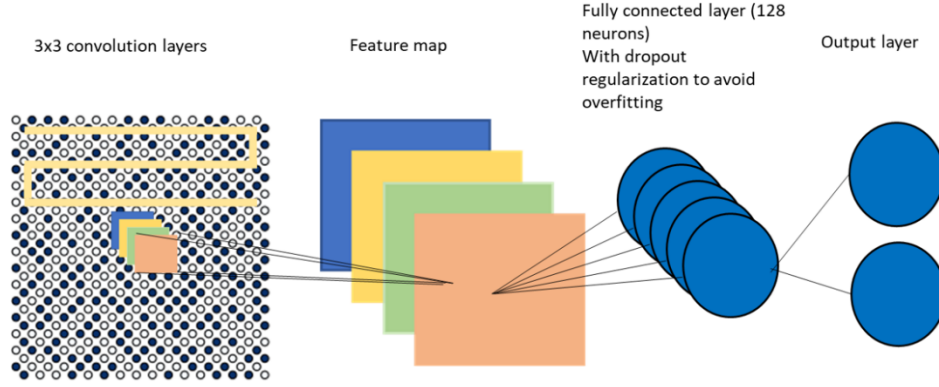 3x3 convolution layers
Feature map
Fully connected layer (128
neurons)
With dropout
regularization to avoid
overfitting
Output layer